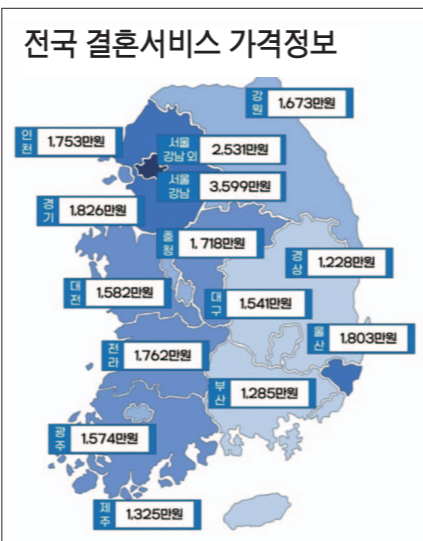 전국 결혼서비스 가격정보
강원 1,673만원
인천 1,753만원
서울 강남 외 2,531만원
서울 강남 3,599만원
경기 1,826만원
충청 1,718만원
경상 1,228만원
대전 1,582만원
대구 1,541만원
울산 1,803만원
전라 1,762만원
부산 1,285만원
광주 1,574만원
제주 1,325만원